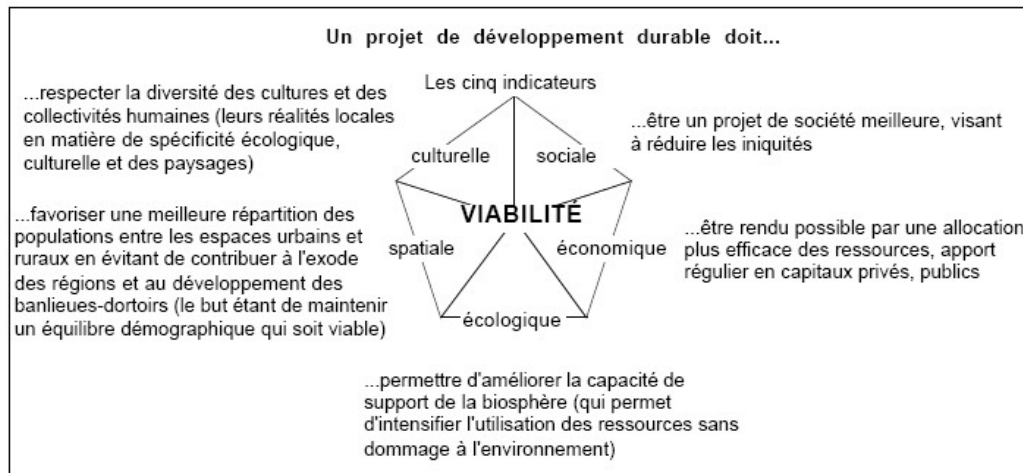 Un projet de développement durable doit...
Les cinq indicateurs
...respecter la diversité des cultures et des
collectivités humaines (leurs réalités locales
en matière de spécificité écologique,
culturelle et des paysages)
culturelle
sociale
...être un projet de société meilleure, visant
à réduire les iniquités
VIABILITÉ
...favoriser une meilleure répartition des
populations entre les espaces urbains et
ruraux en évitant de contribuer à l'exode
des régions et au développement des
banlieues-dortoirs (le but étant de maintenir
un équilibre démographique qui soit viable)
spatiale
économique
...être rendu possible par une allocation
plus efficace des ressources, apport
régulier en capitaux privés, publics
écologique
...permettre d'améliorer la capacité de
support de la biosphère (qui permet
d'intensifier l'utilisation des ressources sans
dommage à l'environnement)